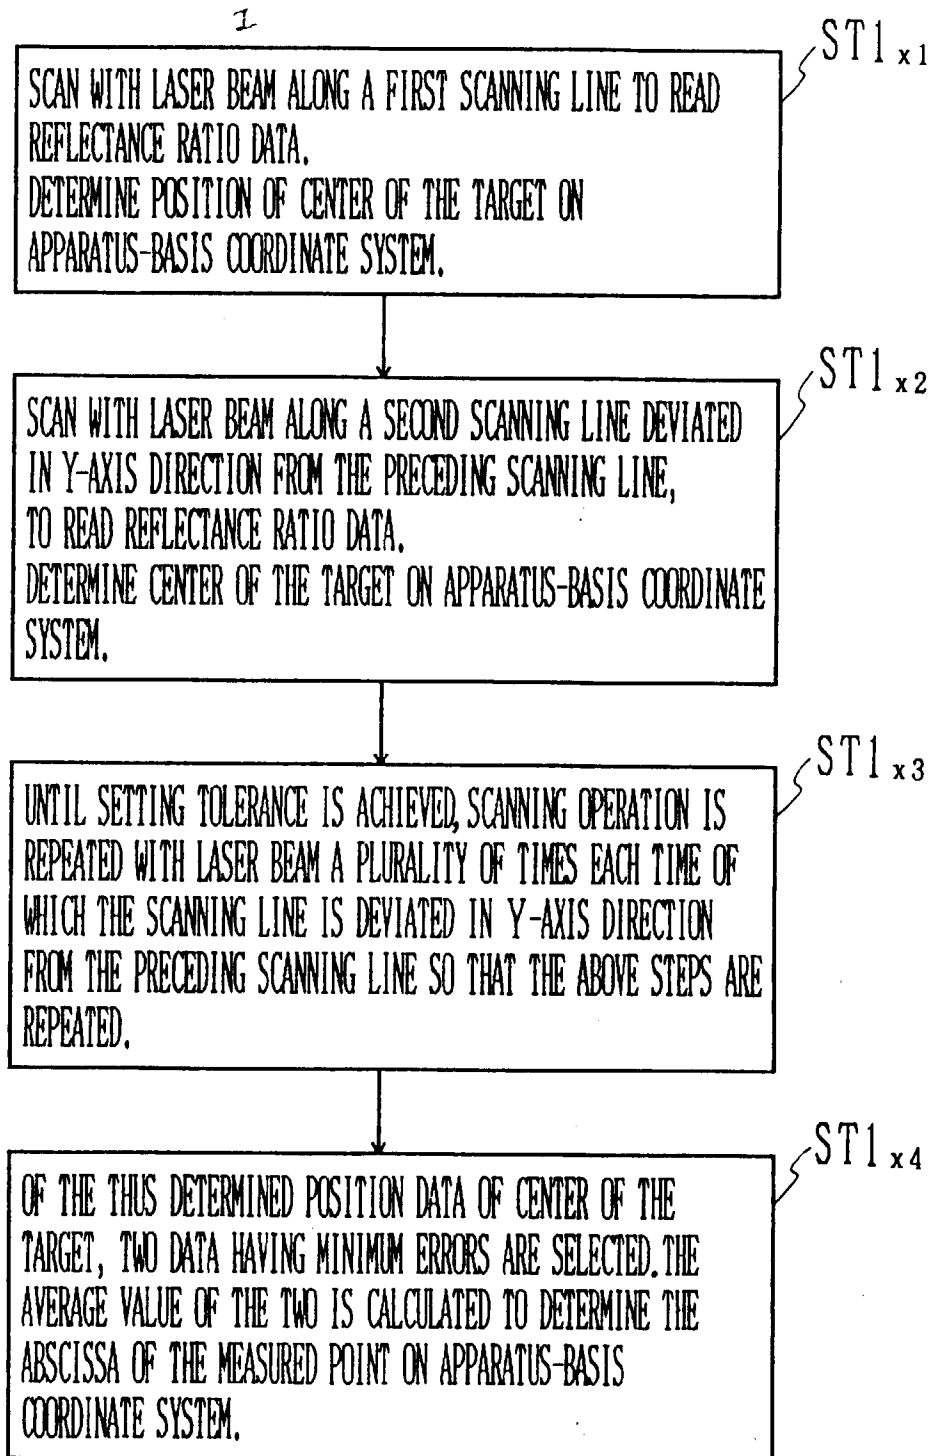 1
ST1x1
SCAN WITH LASER BEAM ALONG A FIRST SCANNING LINE TO READ
REFLECTANCE RATIO DATA.
DETERMINE POSITION OF CENTER OF THE TARGET ON
APPARATUS-BASIS COORDINATE SYSTEM.
ST1x2
SCAN WITH LASER BEAM ALONG A SECOND SCANNING LINE DEVIATED
IN Y-AXIS DIRECTION FROM THE PRECEDING SCANNING LINE,
TO READ REFLECTANCE RATIO DATA.
DETERMINE CENTER OF THE TARGET ON APPARATUS-BASIS COORDINATE
SYSTEM.
ST1x3
UNTIL SETTING TOLERANCE IS ACHIEVED, SCANNING OPERATION IS
REPEATED WITH LASER BEAM A PLURALITY OF TIMES EACH TIME OF
WHICH THE SCANNING LINE IS DEVIATED IN Y-AXIS DIRECTION
FROM THE PRECEDING SCANNING LINE SO THAT THE ABOVE STEPS ARE
REPEATED.
ST1x4
OF THE THUS DETERMINED POSITION DATA OF CENTER OF THE
TARGET, TWO DATA HAVING MINIMUM ERRORS ARE SELECTED. THE
AVERAGE VALUE OF THE TWO IS CALCULATED TO DETERMINE THE
ABSCISSA OF THE MEASURED POINT ON APPARATUS-BASIS
COORDINATE SYSTEM.